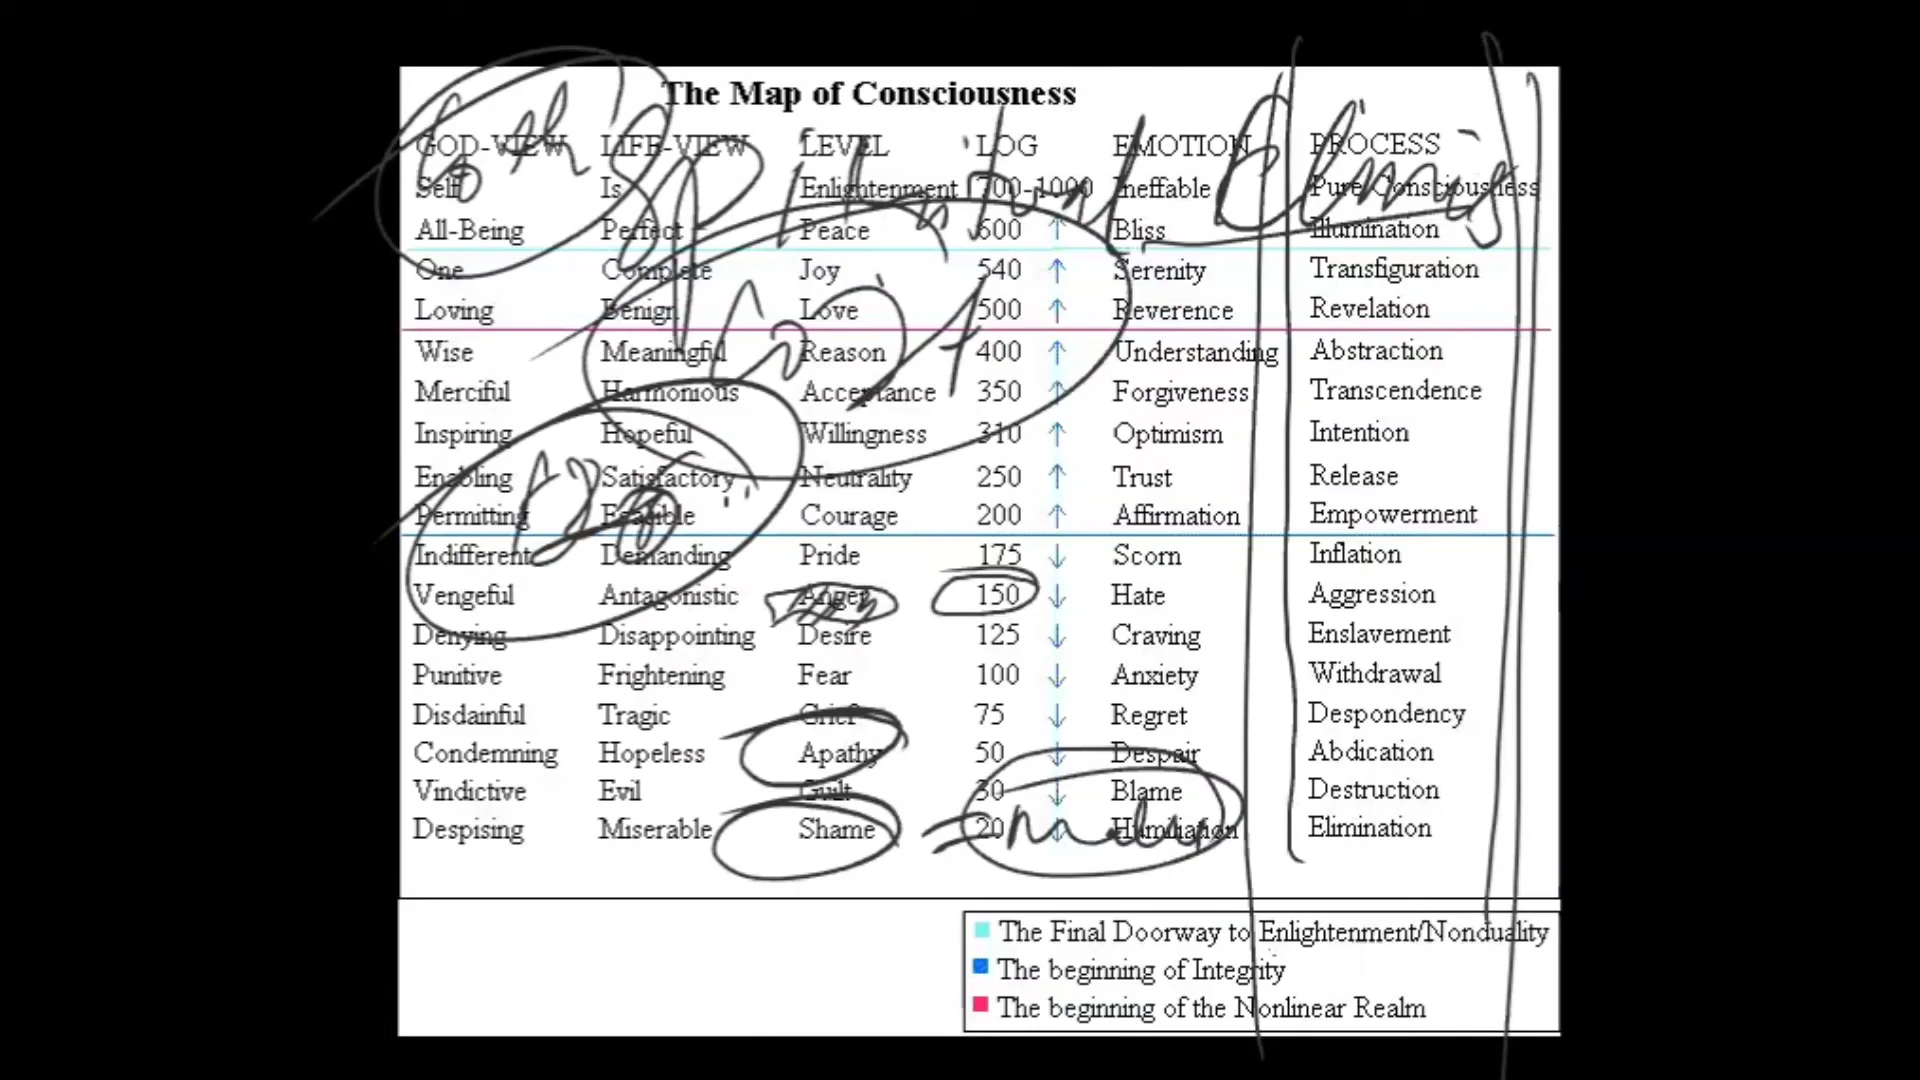 The Map of Consciousness
GOD-VIEW LIFE-VIEW LEVEL LOG EMOTION PROCESS
Self Is Enlightenment 700-1000 Ineffable Pure Consciousness
All-Being Perfect Peace 600 ↑ Bliss Illumination
One Complete Joy 540 ↑ Serenity Transfiguration
Loving Benign Love 500 ↑ Reverence Revelation
Wise Meaningful Reason 400 ↑ Understanding Abstraction
Merciful Harmonious Acceptance 350 ↑ Forgiveness Transcendence
Inspiring Hopeful Willingness 310 ↑ Optimism Intention
Enabling Satisfactory Neutrality 250 ↑ Trust Release
Permitting Feasible Courage 200 ↑ Affirmation Empowerment
Indifferent Demanding Pride 175 ↓ Scorn Inflation
Vengeful Antagonistic Anger 150 ↓ Hate Aggression
Denying Disappointing Desire 125 ↓ Craving Enslavement
Punitive Frightening Fear 100 ↓ Anxiety Withdrawal
Disdainful Tragic Grief 75 ↓ Regret Despondency
Condemning Hopeless Apathy 50 ↓ Despair Abdication
Vindictive Evil Guilt 30 ↓ Blame Destruction
Despising Miserable Shame 20 ↓ Humiliation Elimination
The Final Doorway to Enlightenment/Nonduality
The beginning of Integrity
The beginning of the Nonlinear Realm